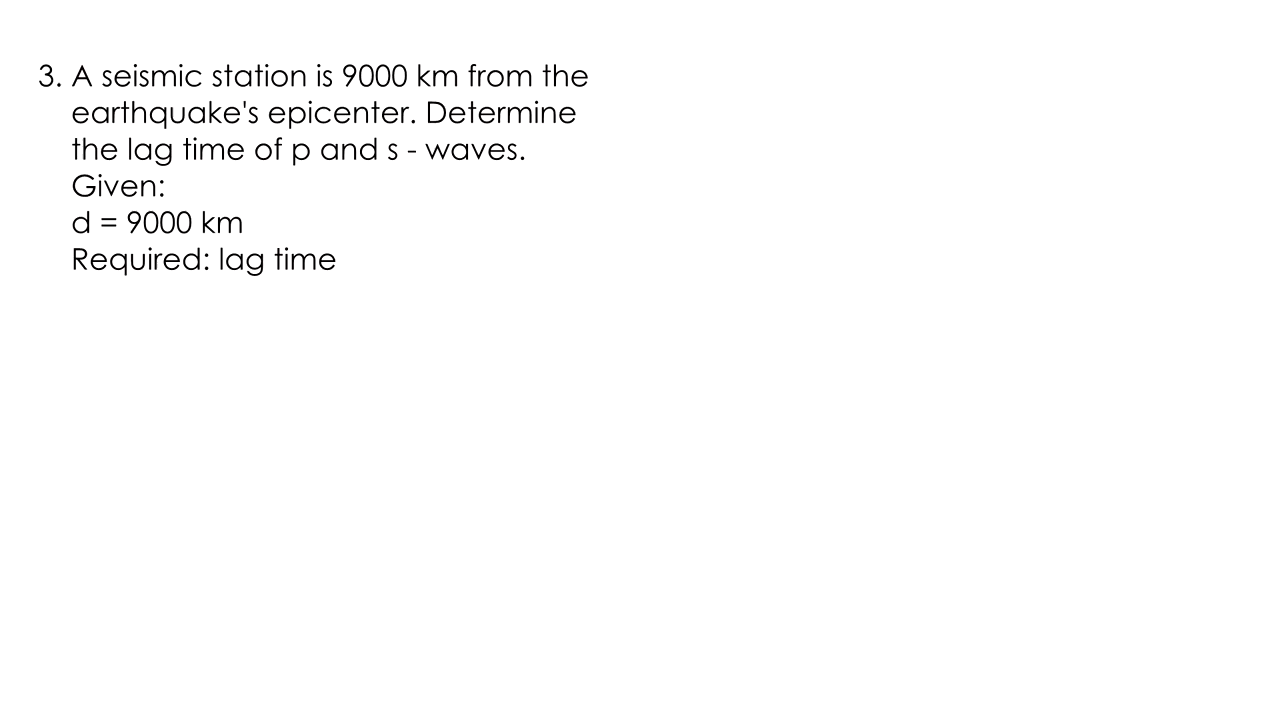 3. A seismic station is 9000 km from the
earthquake's epicenter. Determine
the lag time of p and s - waves.
Given:
d = 9000 km
Required: lag time